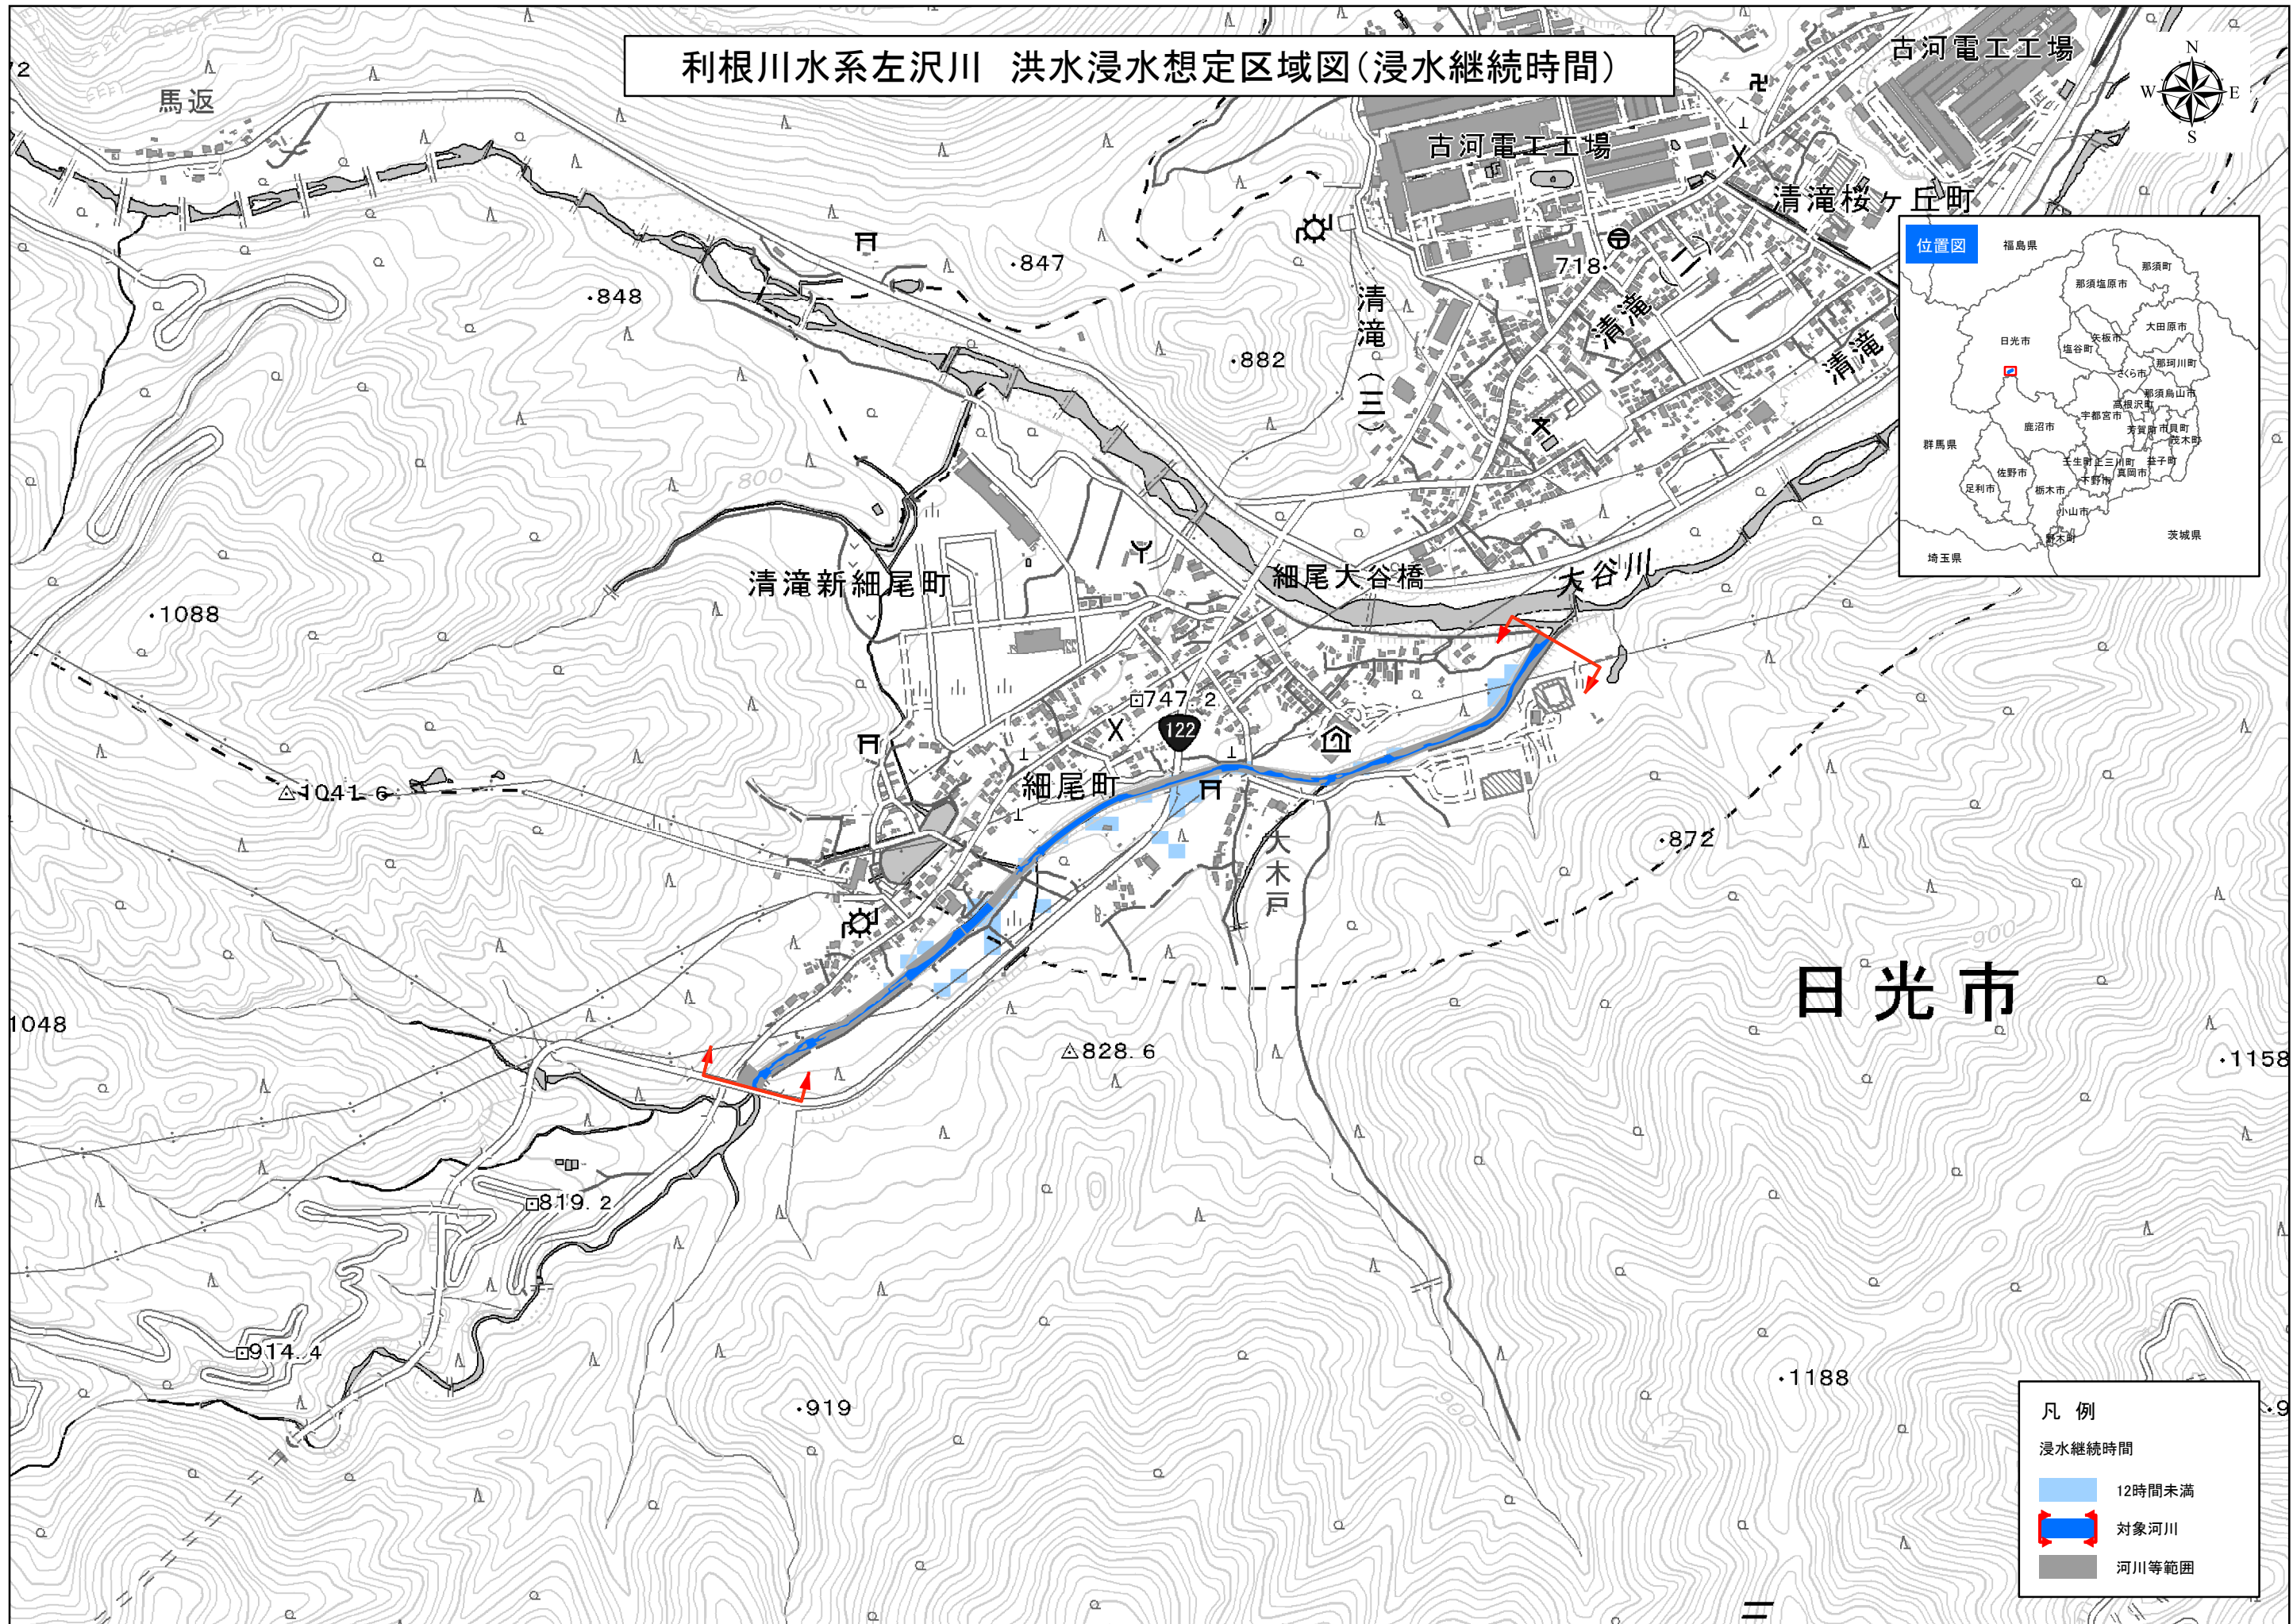 利根川水系左沢川 洪水浸水想定区域図(浸水継続時間)
古河電工工場
N
W
E
S
馬返
古河電工工場
清滝桜ケ丘町
・847
718・
・848
清滝(三)
清滝
清滝
・882
800
位置図
福島県
那須町
那須塩原市
大田原市
日光市
矢板市
塩谷町
那珂川町
さくら市
那須烏山市
高根沢町
宇都宮市
鹿沼市
芳賀町
市貝町
茂木町
群馬県
壬生町
上三川町
益子町
佐野市
真岡市
下野市
足利市
栃木市
小山市
野木町
茨城県
埼玉県
清滝新細尾町
細尾大谷橋
大谷川
・1088
747.2
122
細尾町
1041.6
大木戸
・872
900
日光市
1048
828.6
・1158
819.2
914.4
・919
・1188
900
凡 例
浸水継続時間
12時間未満
対象河川
河川等範囲